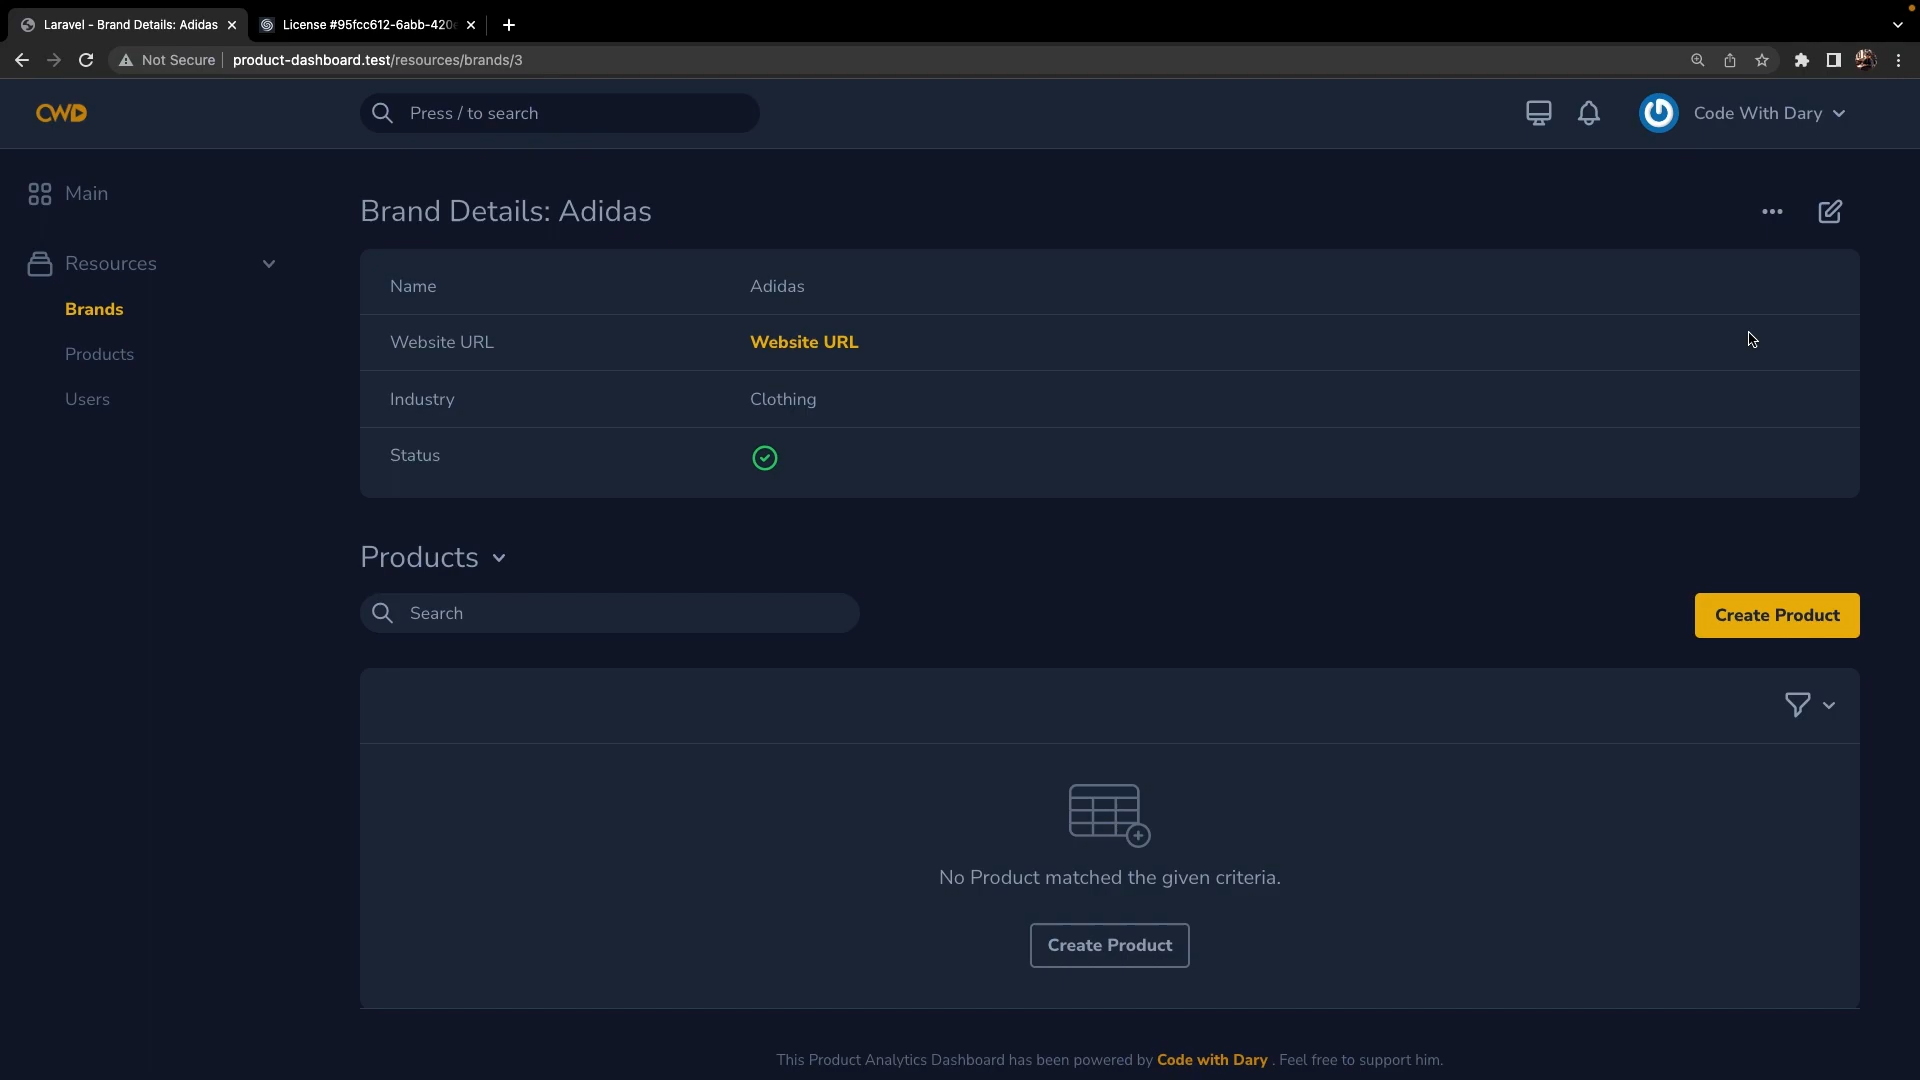 Laravel - Brand Details: Adidas
License #95fcc612-6abb-420
Not Secure
product-dashboard.test/resources/brands/3
CWD
Press / to search
Code With Dary
Main
Resources
Brands
Products
Users
Brand Details: Adidas
Name
Adidas
Website URL
Website URL
Industry
Clothing
Status
Products
Search
Create Product
No Product matched the given criteria.
Create Product
This Product Analytics Dashboard has been powered by Code with Dary . Feel free to support him.